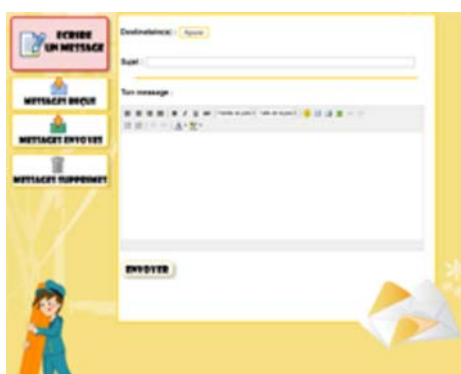 ECRIRE
UN MESSAGE
MESSAGES REÇUS
MESSAGES ENVOYES
MESSAGES SUPPRIMES
Destinataire(s) : Ajouter
Sujet :
Ton message :
ENVOYER